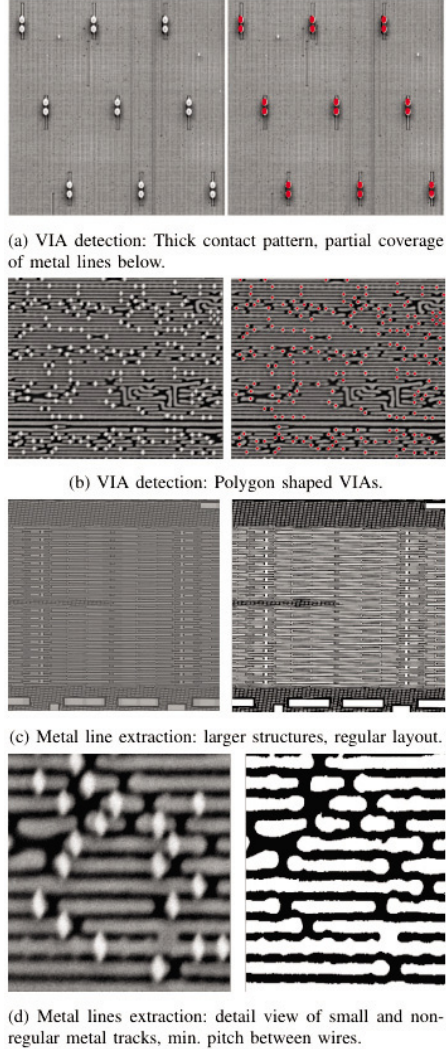 (a) VIA detection: Thick contact pattern, partial coverage
of metal lines below.
(b) VIA detection: Polygon shaped VIAs.
(c) Metal line extraction: larger structures, regular layout.
(d) Metal lines extraction: detail view of small and non-
regular metal tracks, min. pitch between wires.